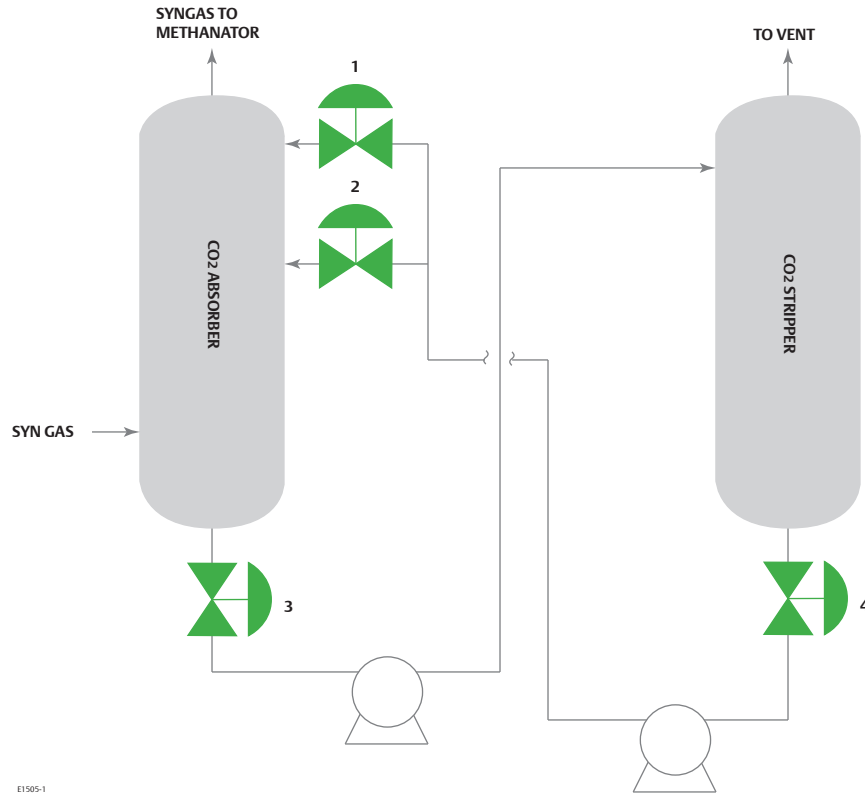 SYNGAS TO
METHANATOR
TO VENT
1
2
CO2 ABSORBER
CO2 STRIPPER
SYN GAS
3
4
E1505-1